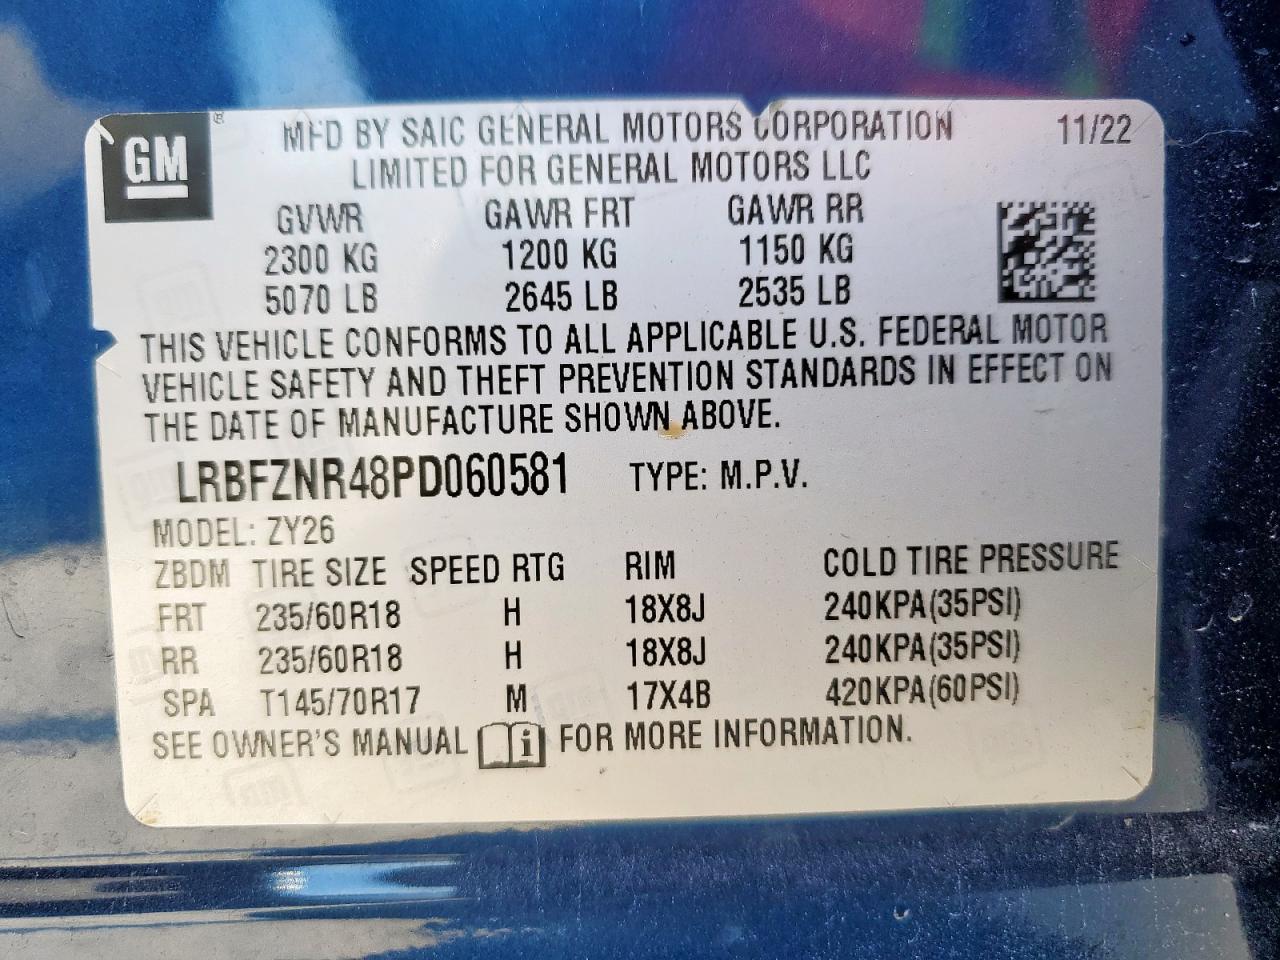 GM ® MFD BY SAIC GENERAL MOTORS CORPORATION 11/22
LIMITED FOR GENERAL MOTORS LLC
GVWR GAWR FRT GAWR RR
2300 KG 1200 KG 1150 KG
5070 LB 2645 LB 2535 LB
THIS VEHICLE CONFORMS TO ALL APPLICABLE U.S. FEDERAL MOTOR
VEHICLE SAFETY AND THEFT PREVENTION STANDARDS IN EFFECT ON
THE DATE OF MANUFACTURE SHOWN ABOVE.
LRBFZNR48PD060581 TYPE: M.P.V.
MODEL: ZY26
ZBDM TIRE SIZE SPEED RTG RIM COLD TIRE PRESSURE
FRT 235/60R18 H 18X8J 240KPA(35PSI)
RR 235/60R18 H 18X8J 240KPA(35PSI)
SPA T145/70R17 M 17X4B 420KPA(60PSI)
SEE OWNER'S MANUAL i FOR MORE INFORMATION.